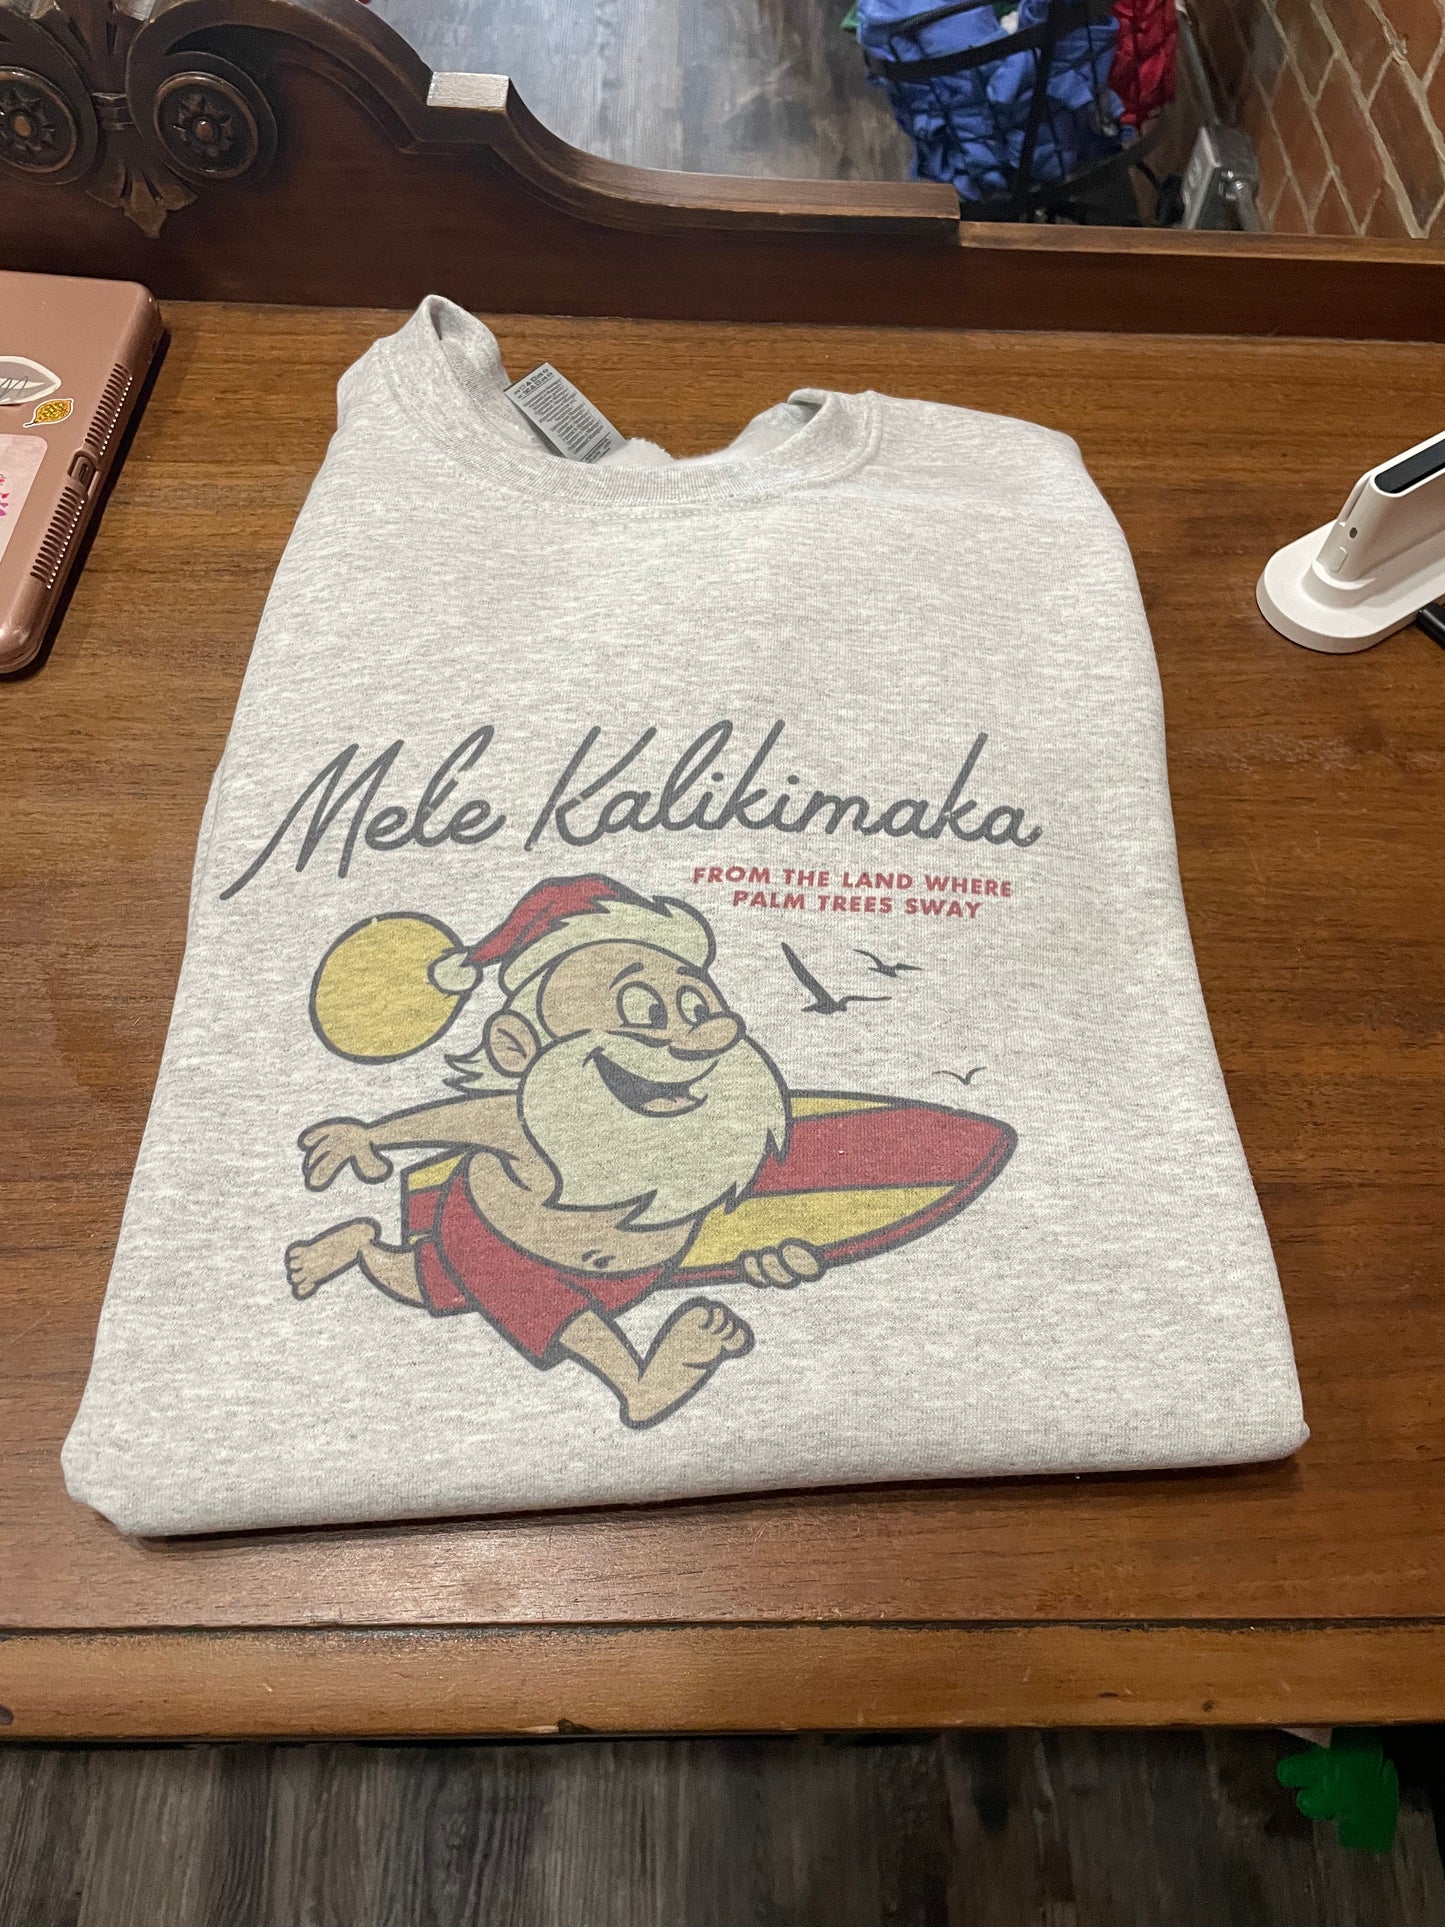 Mele Kalikimaka
FROM THE LAND WHERE
PALM TREES SWAY